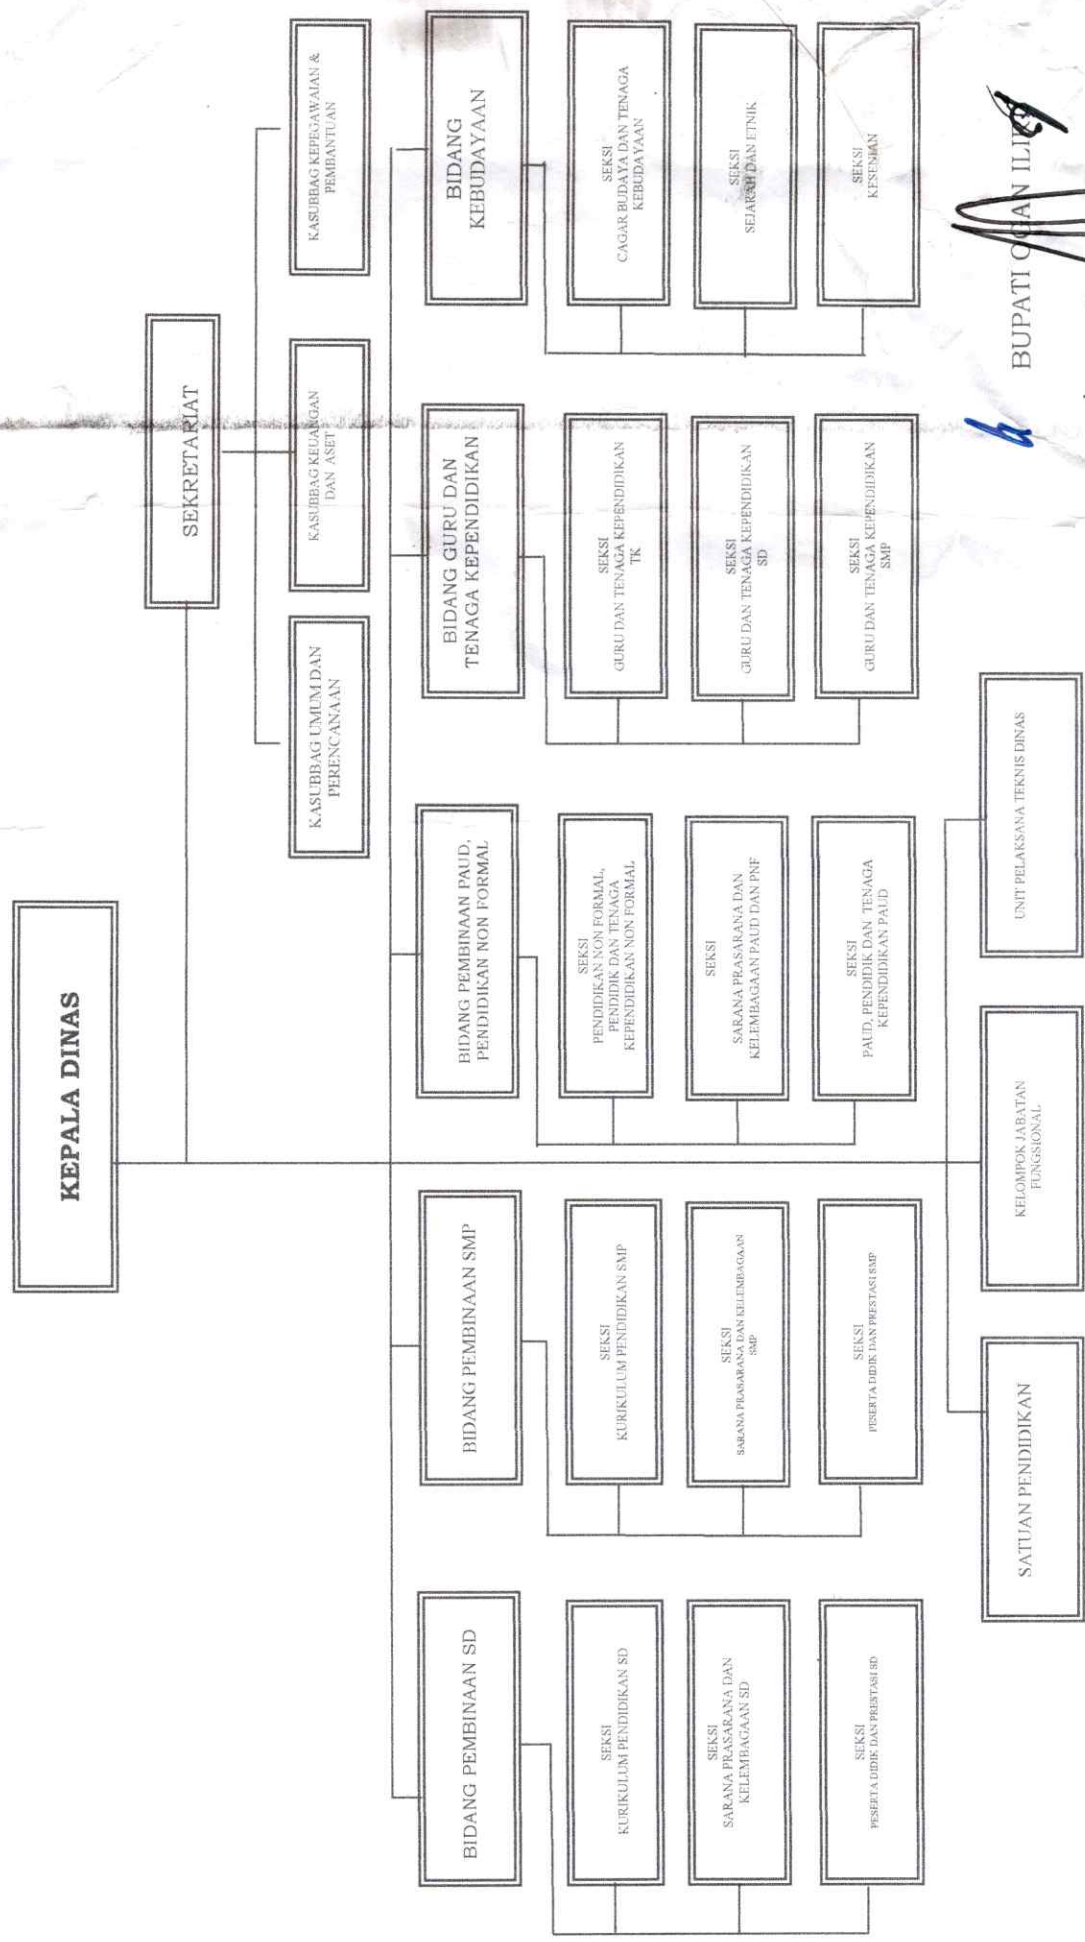 KEPALA DINAS
SEKRETARIAT
KASUBBAG UMUM DAN
PERENCANAAN
KASUBBAG KEUANGAN
DAN ASET
KASUBBAG KEPEGAWAIAN &
PEMBANTUAN
BIDANG PEMBINAAN SD
SEKSI
KURIKULUM PENDIDIKAN SD
SEKSI
SARANA PRASARANA DAN
KELEMBAGAAN SD
SEKSI
PESERTA DIDIK DAN PRESTASI SD
BIDANG PEMBINAAN SMP
SEKSI
KURIKULUM PENDIDIKAN SMP
SEKSI
SARANA PRASARANA DAN KELEMBAGAAN
SMP
SEKSI
PESERTA DIDIK DAN PRESTASI SMP
BIDANG PEMBINAAN PAUD,
PENDIDIKAN NON FORMAL
SEKSI
PENDIDIKAN NON FORMAL,
PENDIDIK DAN TENAGA
KEPENDIDIKAN NON FORMAL
SEKSI
SARANA PRASARANA DAN
KELEMBAGAAN PAUD DAN PNF
SEKSI
PAUD, PENDIDIK DAN TENAGA
KEPENDIDIKAN PAUD
BIDANG GURU DAN
TENAGA KEPENDIDIKAN
SEKSI
GURU DAN TENAGA KEPENDIDIKAN
TK
SEKSI
GURU DAN TENAGA KEPENDIDIKAN
SD
SEKSI
GURU DAN TENAGA KEPENDIDIKAN
SMP
BIDANG
KEBUDAYAAN
SEKSI
CAGAR BUDAYA DAN TENAGA
KEBUDAYAAN
SEKSI
SEJARAH DAN ETNIK
SEKSI
KESENIAN
SATUAN PENDIDIKAN
KELOMPOK JABATAN
FUNGSIONAL
UNIT PELAKSANA TEKNIS DINAS
BUPATI OGAN ILIR